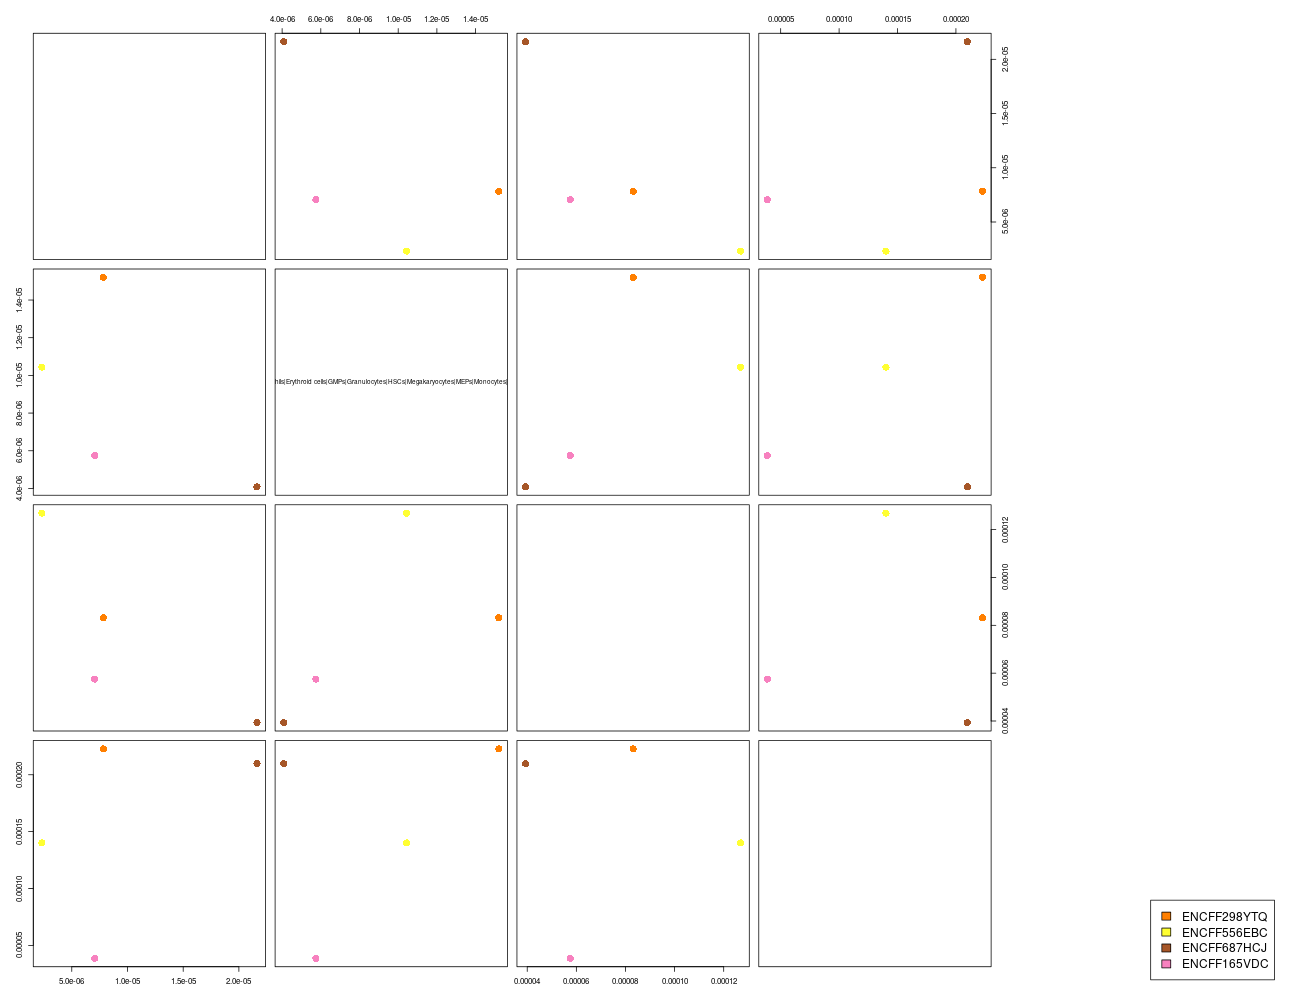 4.0e-06 6.0e-06 8.0e-06 1.0e-05 1.2e-05 1.4e-05
0.00005 0.00010 0.00015 0.00020
2.0e-05
1.5e-05
1.0e-05
5.0e-06
1.4e-05
1.2e-05
1.0e-05
8.0e-06
6.0e-06
4.0e-06
|Erythroid cells|GMPs|Granulocytes|HSCs|Megakaryocytes|MEPs|Monocytes|
0.00012
0.00010
0.00008
0.00006
0.00004
0.00020
0.00015
0.00010
0.00005
5.0e-06 1.0e-05 1.5e-05 2.0e-05
0.00004 0.00006 0.00008 0.00010 0.00012
ENCFF298YTQ
ENCFF556EBC
ENCFF687HCJ
ENCFF165VDC